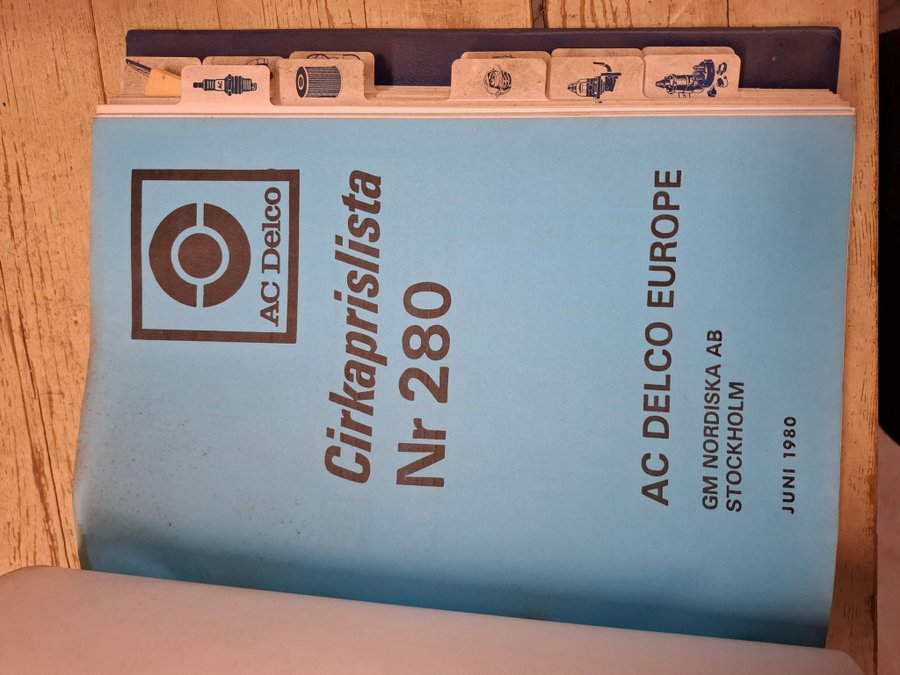 AC Delco
Cirkaprislista
Nr 280
AC DELCO EUROPE
GM NORDISKA AB
STOCKHOLM
JUNI 1980